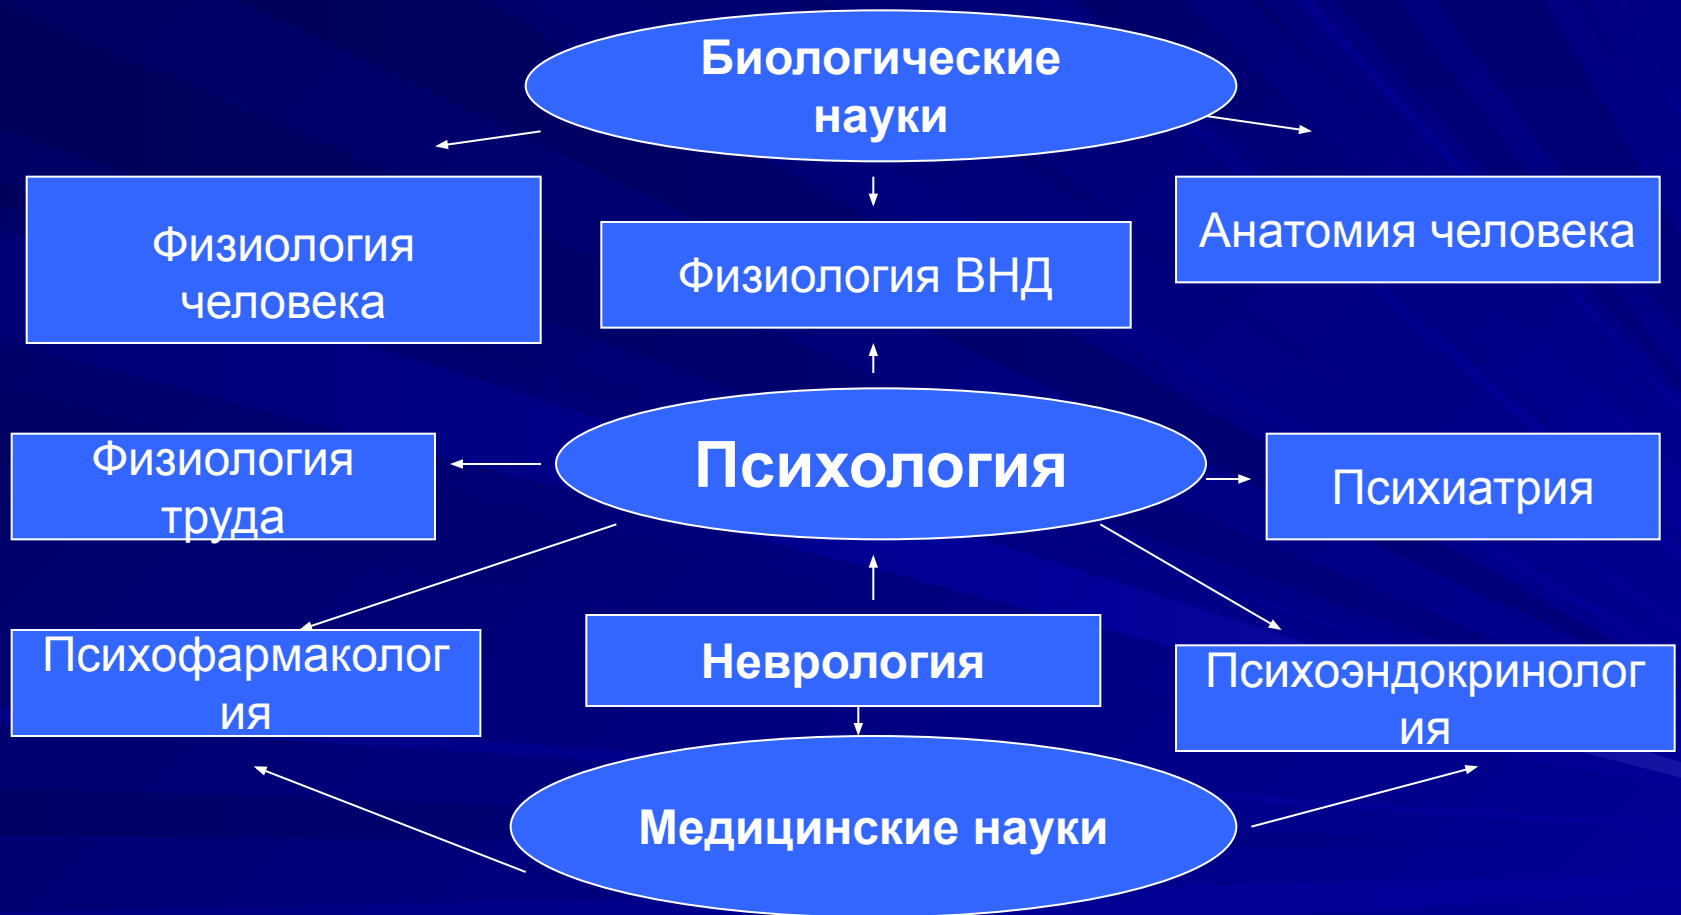 Биологические
науки
Физиология
человека
Физиология ВНД
Анатомия человека
Физиология
труда
Психология
Психиатрия
Психофармаколог
ия
Неврология
Психоэндокринолог
ия
Медицинские науки